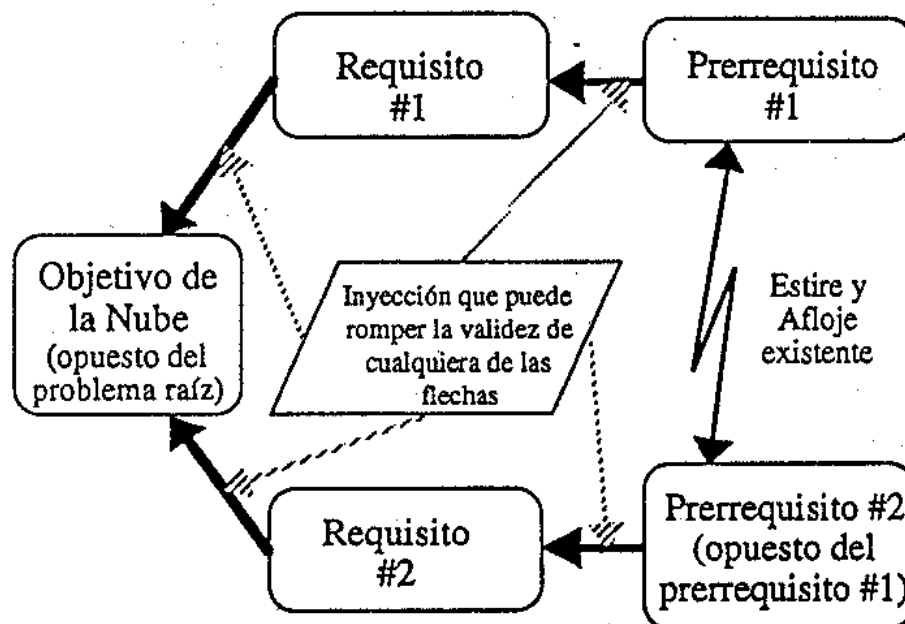 Requisito
#1
Prerrequisito
#1
Objetivo de
la Nube
(opuesto del
problema raíz)
Inyección que puede
romper la validez de
cualquiera de las
flechas
Estire y
Afloje
existente
Requisito
#2
Prerrequisito #2
(opuesto del
prerrequisito #1)